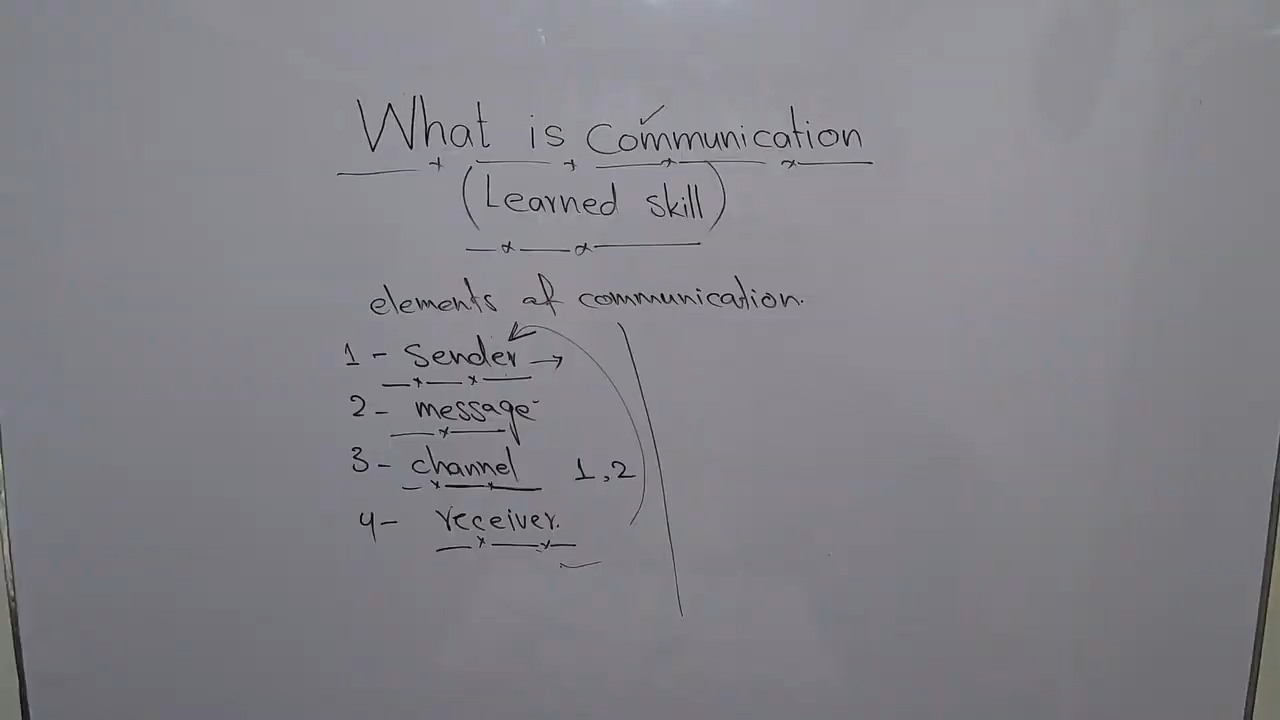 What is Communication
(Learned skill)
elements of communication.
1 - Sender →
2 - message
3 - channel 1,2
4 - receiver.